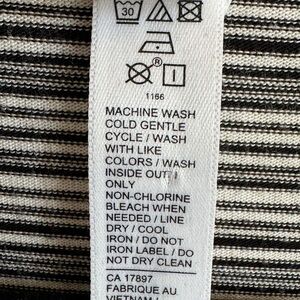 30
®
1166
MACHINE WASH
COLD GENTLE
CYCLE / WASH
WITH LIKE
COLORS / WASH
INSIDE OUT /
ONLY
NON-CHLORINE
BLEACH WHEN
NEEDED / LINE
DRY / COOL
IRON / DO NOT
IRON LABEL / DO
NOT DRY CLEAN
CA 17897
FABRIQUE AU
VIETNAM /